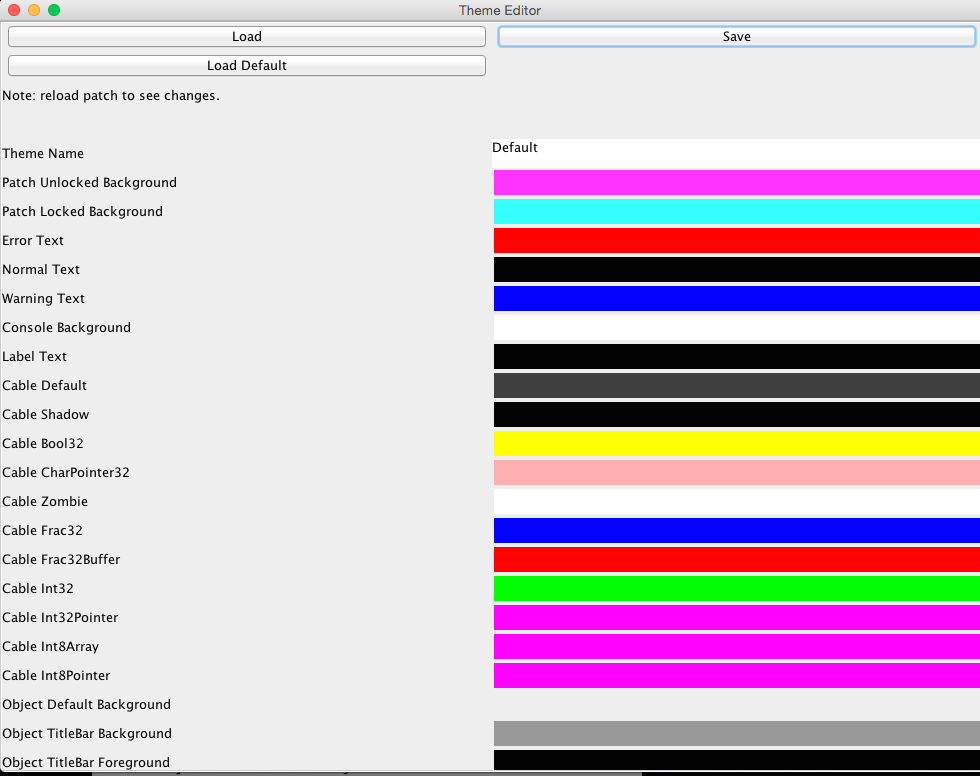 Theme Editor
Load
Save
Load Default
Note: reload patch to see changes.
Theme Name
Default
Patch Unlocked Background
Patch Locked Background
Error Text
Normal Text
Warning Text
Console Background
Label Text
Cable Default
Cable Shadow
Cable Bool32
Cable CharPointer32
Cable Zombie
Cable Frac32
Cable Frac32Buffer
Cable Int32
Cable Int32Pointer
Cable Int8Array
Cable Int8Pointer
Object Default Background
Object TitleBar Background
Object TitleBar Foreground